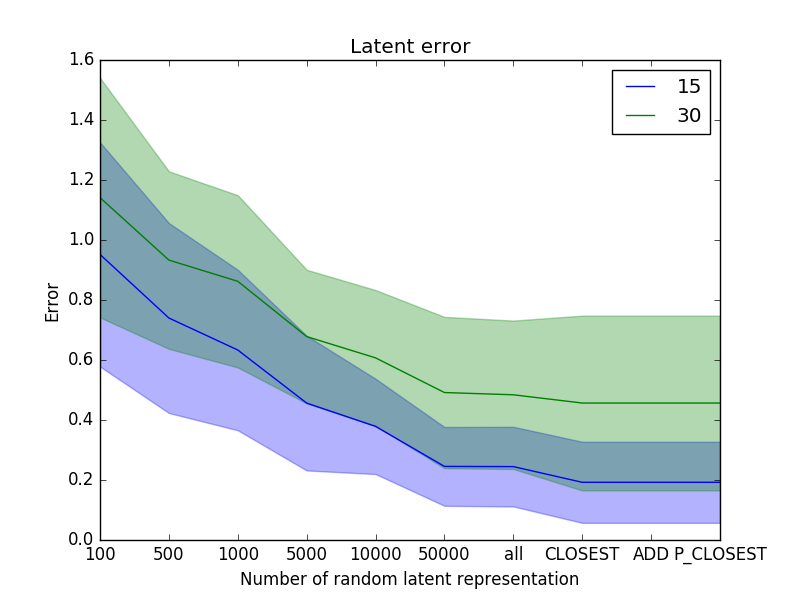 Latent error
1.6
1.4
1.2
1.0
0.8
0.6
0.4
0.2
0.0
Error
15
30
100 500 1000 5000 10000 50000 all CLOSEST ADD P_CLOSEST
Number of random latent representation